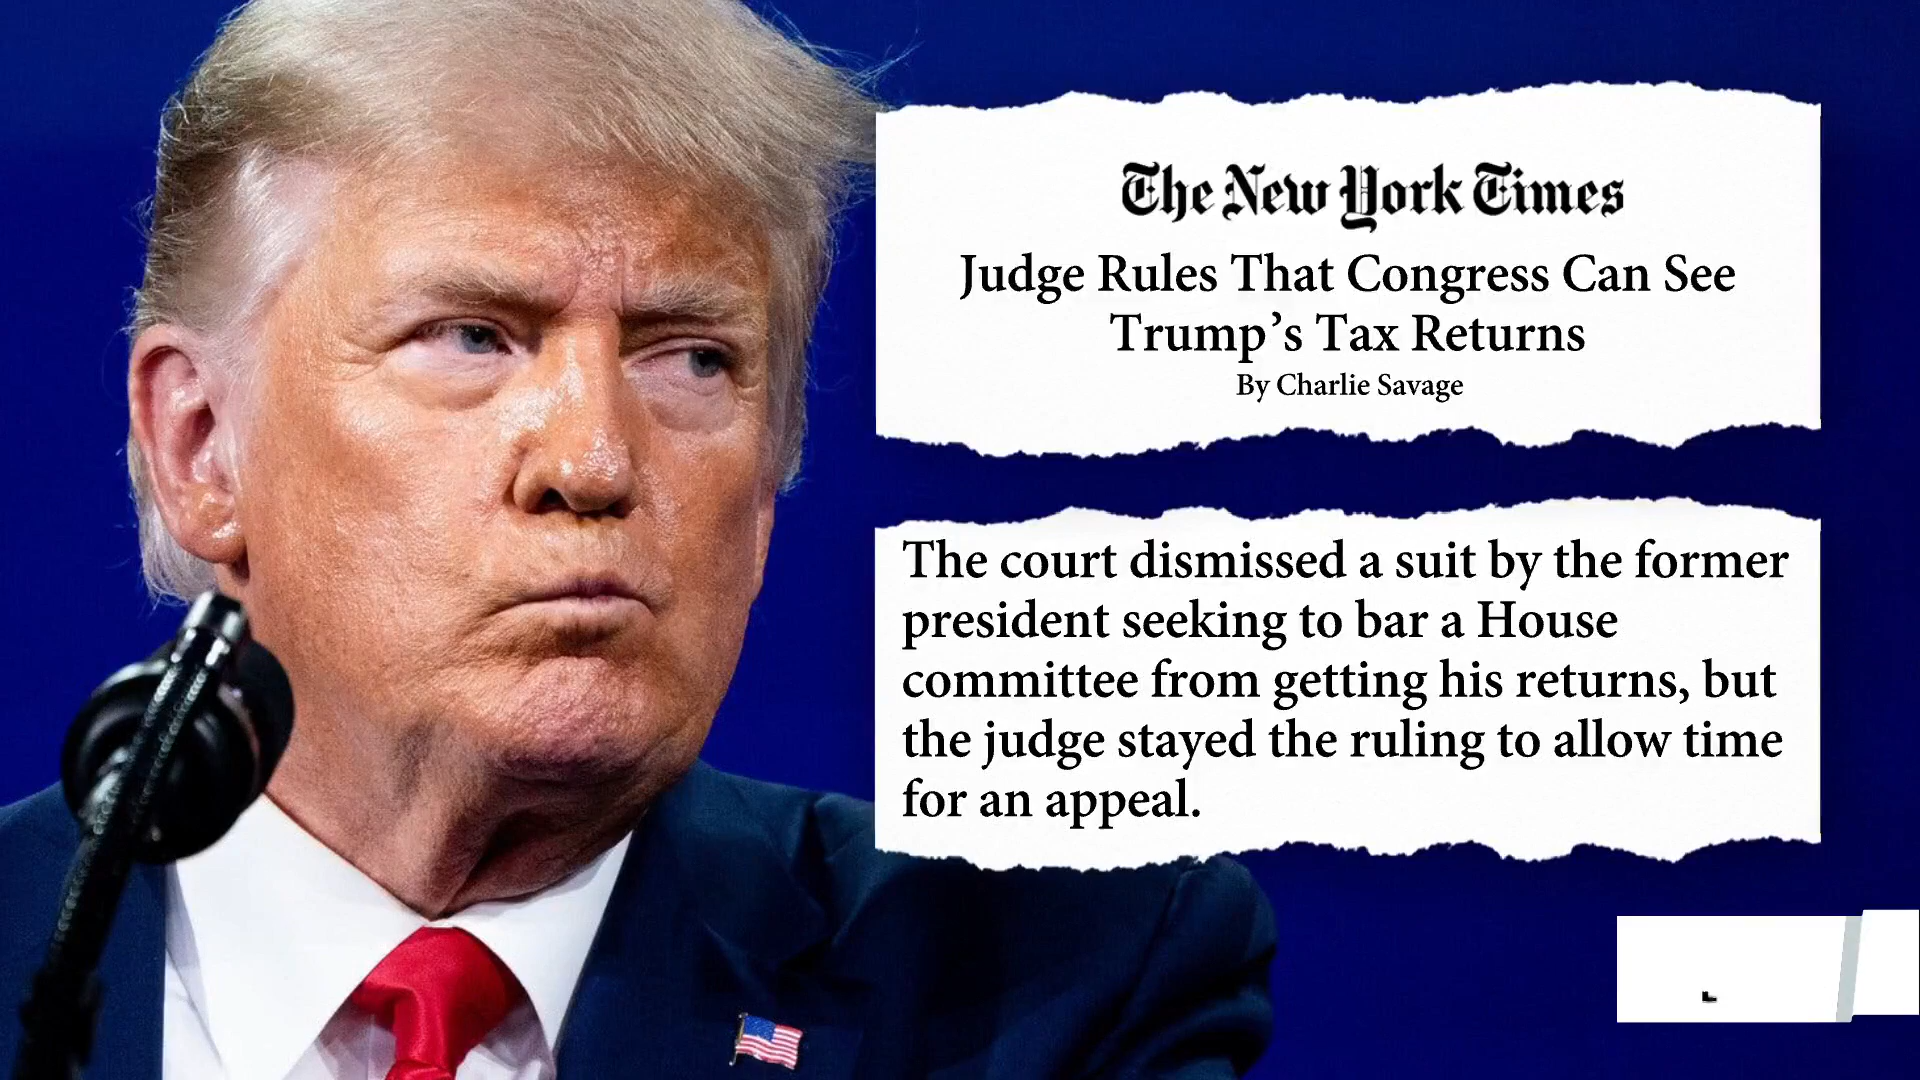 The New York Times
Judge Rules That Congress Can See
Trump’s Tax Returns
By Charlie Savage
The court dismissed a suit by the former
president seeking to bar a House
committee from getting his returns, but
the judge stayed the ruling to allow time
for an appeal.